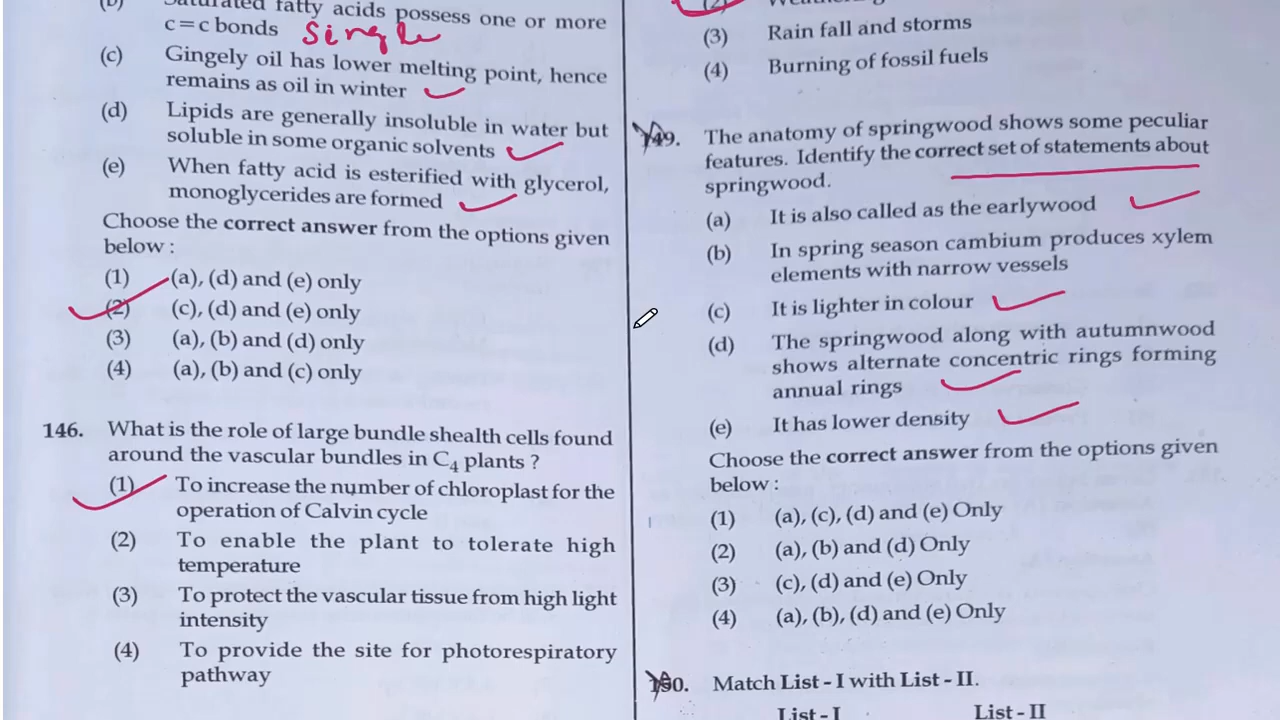 (b) Saturated fatty acids possess one or more
c=c bonds single
(c) Gingely oil has lower melting point, hence
remains as oil in winter
(d) Lipids are generally insoluble in water but
soluble in some organic solvents
(e) When fatty acid is esterified with glycerol,
monoglycerides are formed
Choose the correct answer from the options given
below :
(1) (a), (d) and (e) only
(2) (c), (d) and (e) only
(3) (a), (b) and (d) only
(4) (a), (b) and (c) only
146. What is the role of large bundle shealth cells found
around the vascular bundles in C4 plants ?
(1) To increase the number of chloroplast for the
operation of Calvin cycle
(2) To enable the plant to tolerate high
temperature
(3) To protect the vascular tissue from high light
intensity
(4) To provide the site for photorespiratory
pathway
(2)
(3) Rain fall and storms
(4) Burning of fossil fuels
149. The anatomy of springwood shows some peculiar
features. Identify the correct set of statements about
springwood.
(a) It is also called as the earlywood
(b) In spring season cambium produces xylem
elements with narrow vessels
(c) It is lighter in colour
(d) The springwood along with autumnwood
shows alternate concentric rings forming
annual rings
(e) It has lower density
Choose the correct answer from the options given
below :
(1) (a), (c), (d) and (e) Only
(2) (a), (b) and (d) Only
(3) (c), (d) and (e) Only
(4) (a), (b), (d) and (e) Only
150. Match List - I with List - II.
List - I List - II